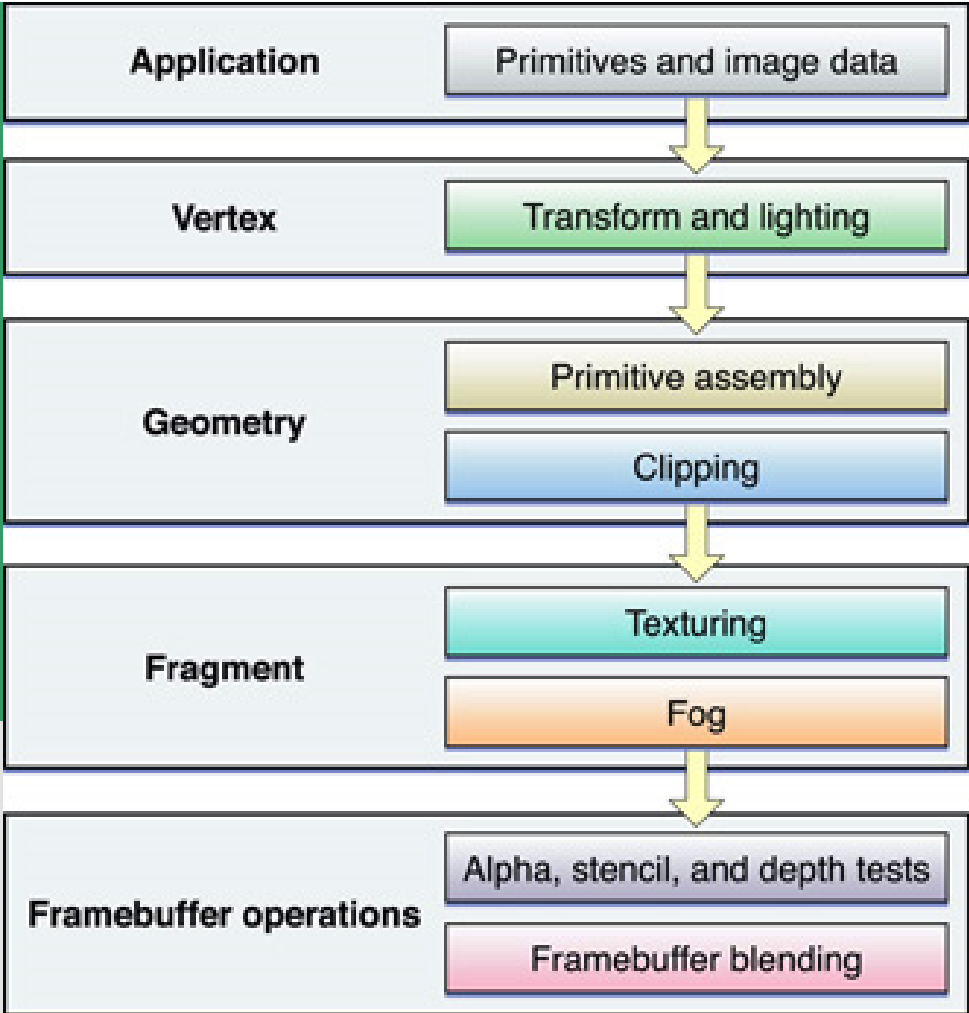 Application
Primitives and image data
Vertex
Transform and lighting
Geometry
Primitive assembly
Clipping
Fragment
Texturing
Fog
Framebuffer operations
Alpha, stencil, and depth tests
Framebuffer blending